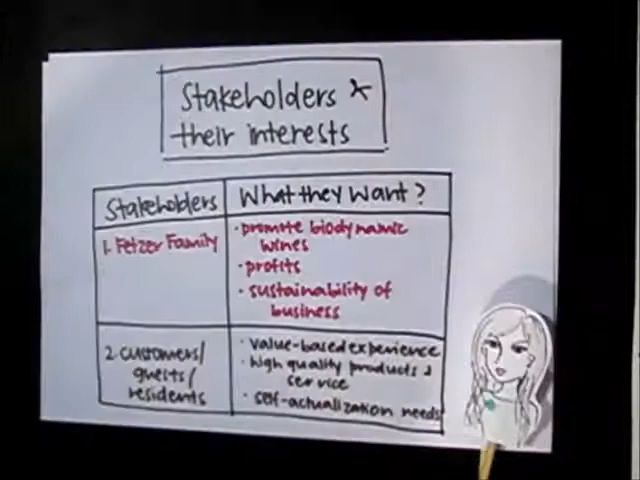 Stakeholders &
their interests
Stakeholders
What they Want?
1. Fetzer Family
• promote biodynamic
wines
• profits
• sustainability of
business
2. customers/
guests/
residents
• value-based experience
• high quality products &
service
• self-actualization needs